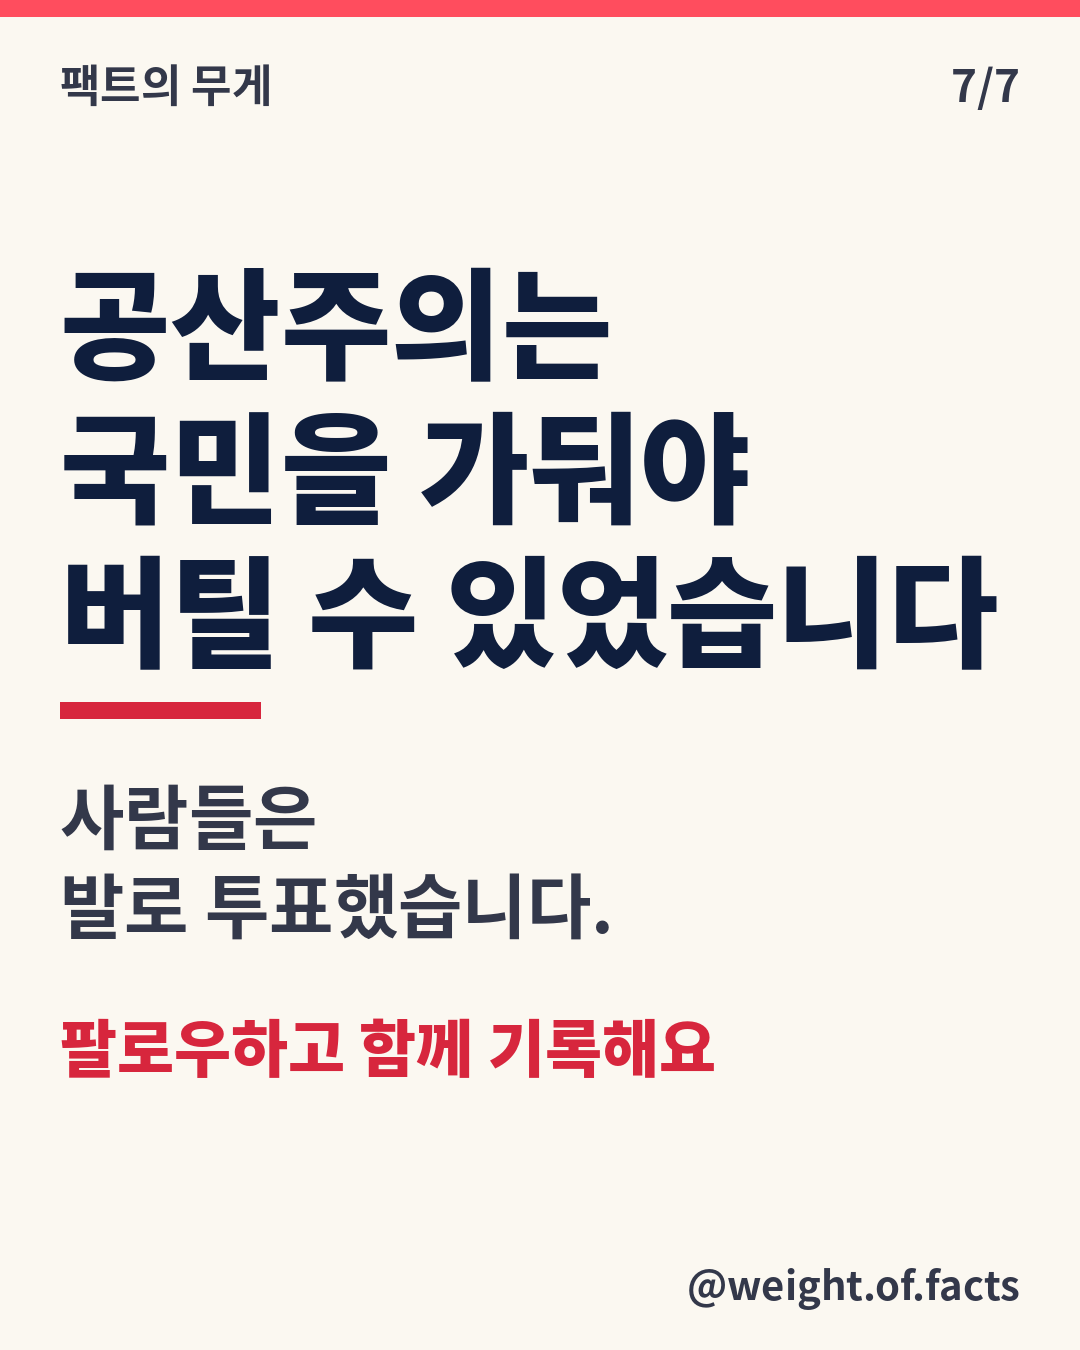 팩트의 무게
7/7
공산주의는
국민을 가둬야
버틸 수 있었습니다
사람들은
발로 투표했습니다.
팔로우하고 함께 기록해요
@weight.of.facts